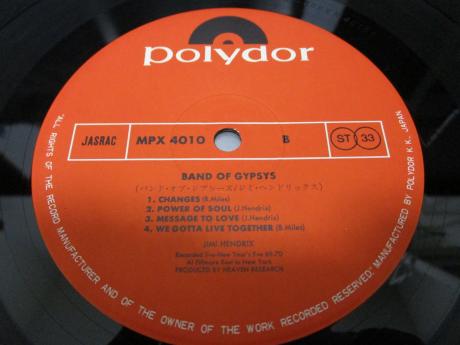 polydor
JASRAC
MPX 4010
B
ST 33
BAND OF GYPSYS
(バンド・オブ・ジプシーズ/ジミ・ヘンドリックス)
1. CHANGES (B.Miles)
2. POWER OF SOUL (J.Hendrix)
3. MESSAGE TO LOVE (J.Hendrix)
4. WE GOTTA LIVE TOGETHER (B.Miles)
JIMI HENDRIX
Recorded live-New Year's Eve 69-70
At Fillmore East in New York
PRODUCED BY HEAVEN RESEARCH
"ALL RIGHTS OF THE RECORD MANUFACTURER AND OF THE OWNER OF THE WORK RECORDED RESERVED." MANUFACTURED BY POLYDOR K.K. JAPAN